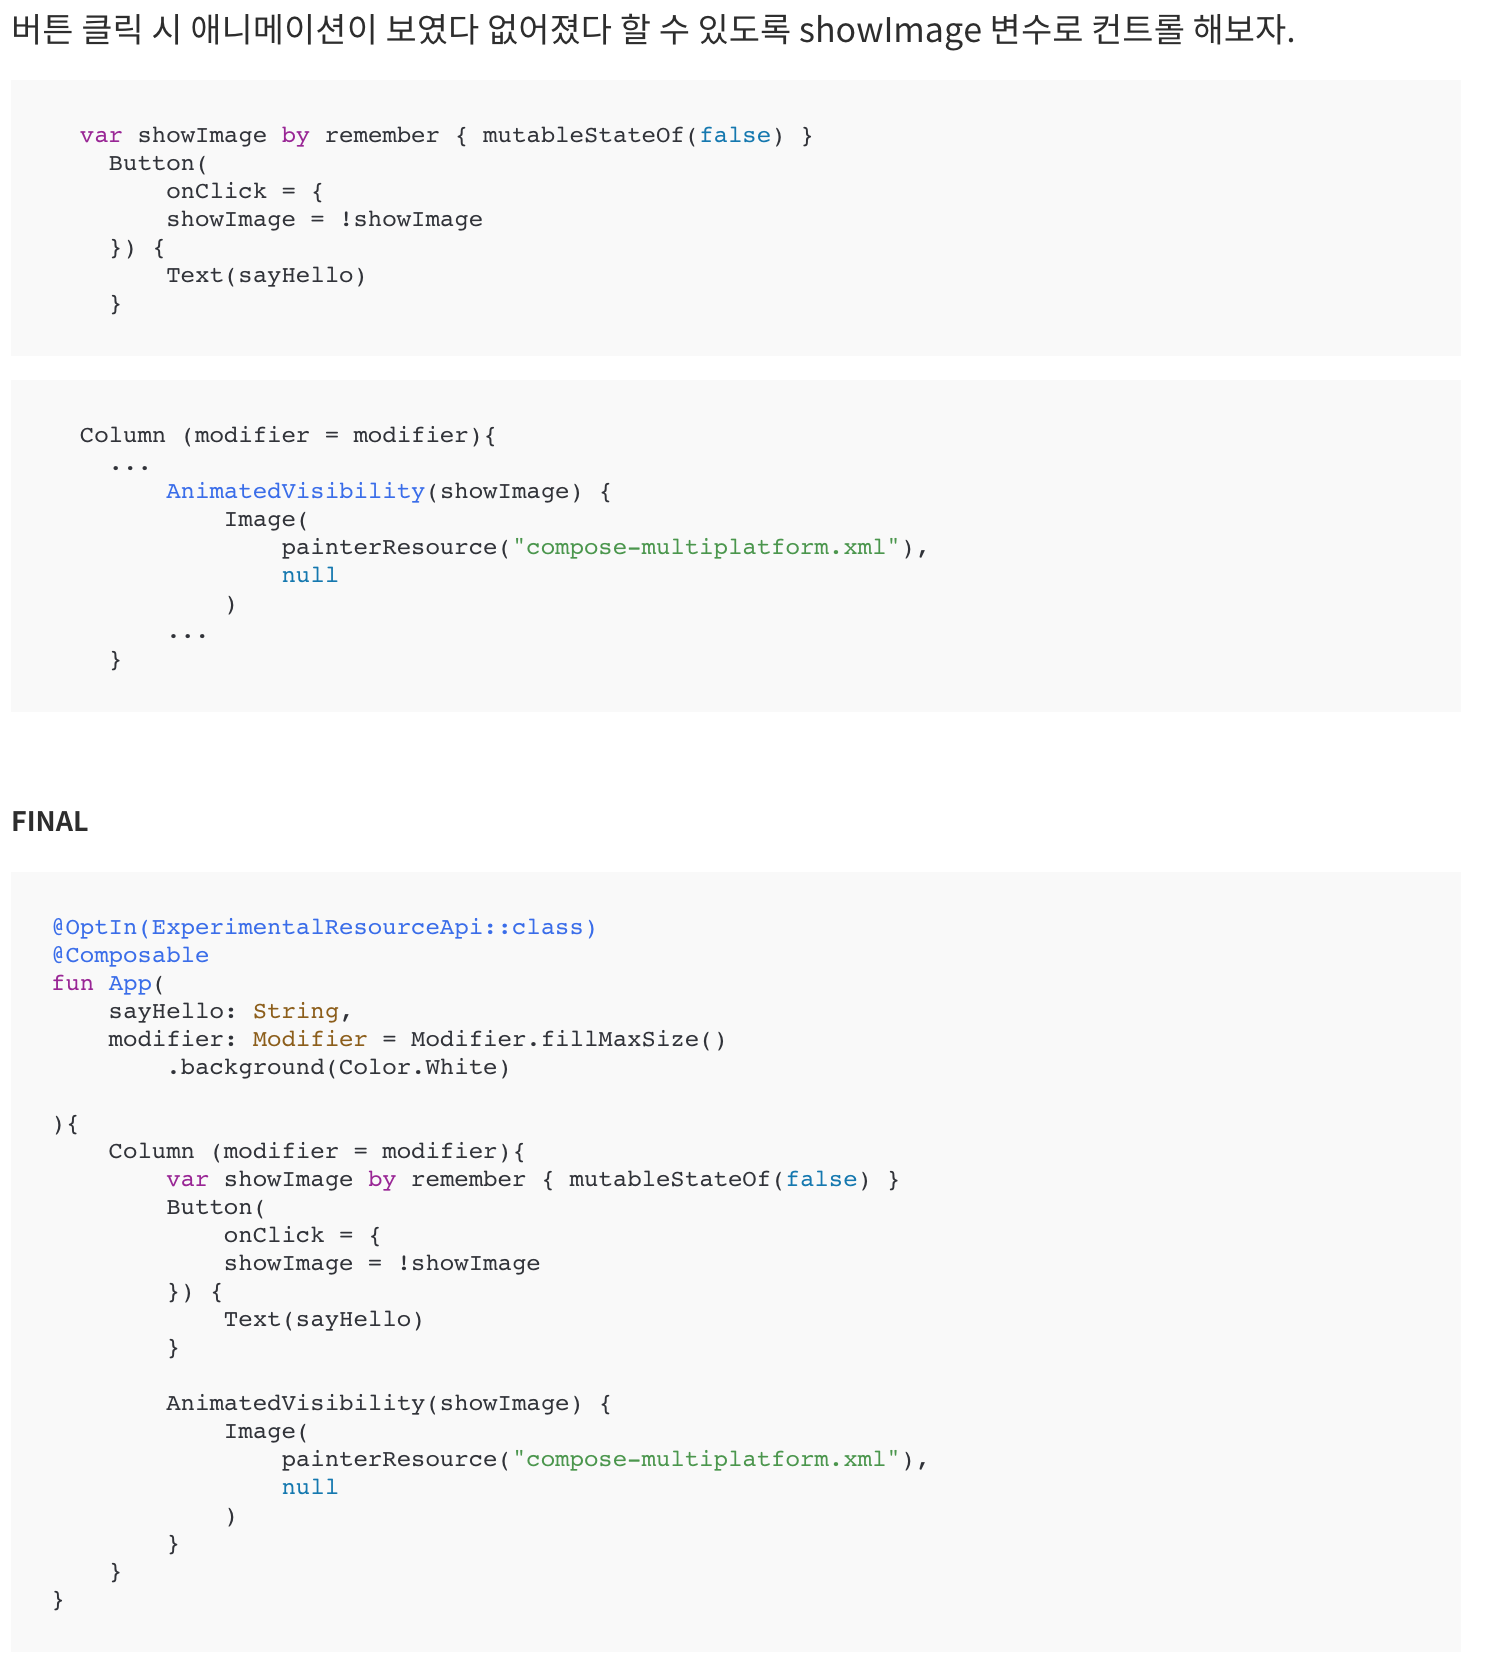 버튼 클릭 시 애니메이션이 보였다 없어졌다 할 수 있도록 showImage 변수로 컨트롤 해보자.
var showImage by remember { mutableStateOf(false) }
Button(
onClick = {
showImage = !showImage
}) {
Text(sayHello)
}
Column (modifier = modifier){
...
AnimatedVisibility(showImage) {
Image(
painterResource("compose-multiplatform.xml"),
null
)
...
}
FINAL
@OptIn(ExperimentalResourceApi::class)
@Composable
fun App(
sayHello: String,
modifier: Modifier = Modifier.fillMaxSize()
.background(Color.White)
){
Column (modifier = modifier){
var showImage by remember { mutableStateOf(false) }
Button(
onClick = {
showImage = !showImage
}) {
Text(sayHello)
}
AnimatedVisibility(showImage) {
Image(
painterResource("compose-multiplatform.xml"),
null
)
}
}
}